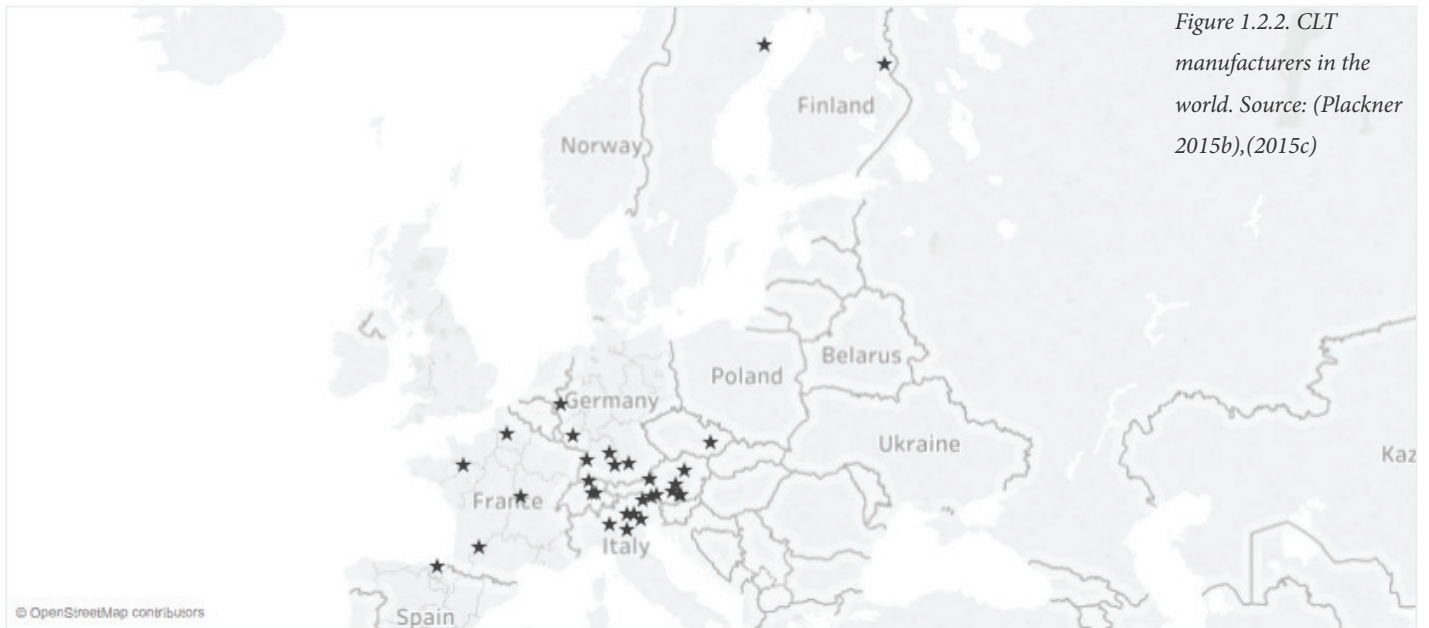 Figure 1.2.2. CLT
manufacturers in the
world. Source: (Plackner
2015b),(2015c)
Finland
Norway
Belarus
Poland
Germany
Ukraine
Kaz
France
Italy
Spain
© OpenStreetMap contributors